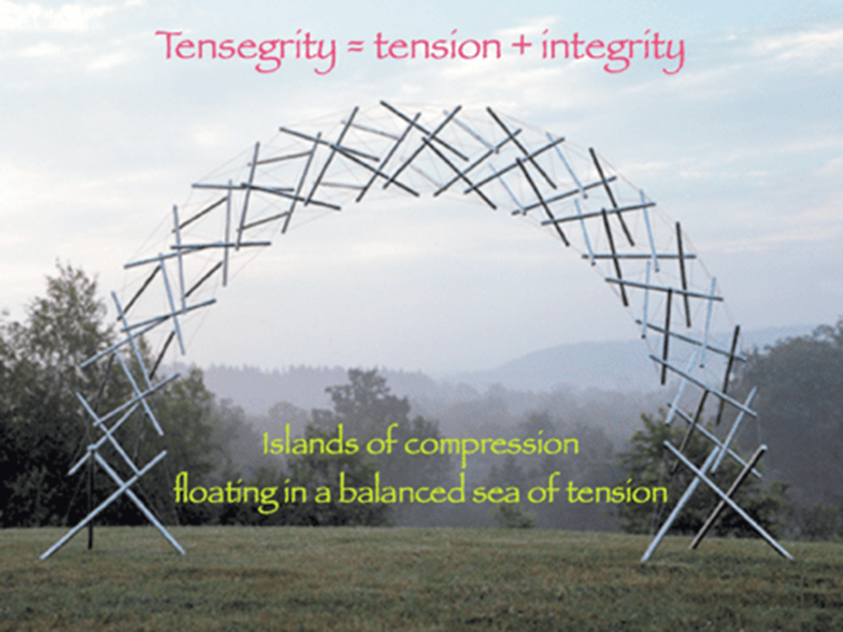 Tensegrity = tension + integrity
Islands of compression
floating in a balanced sea of tension